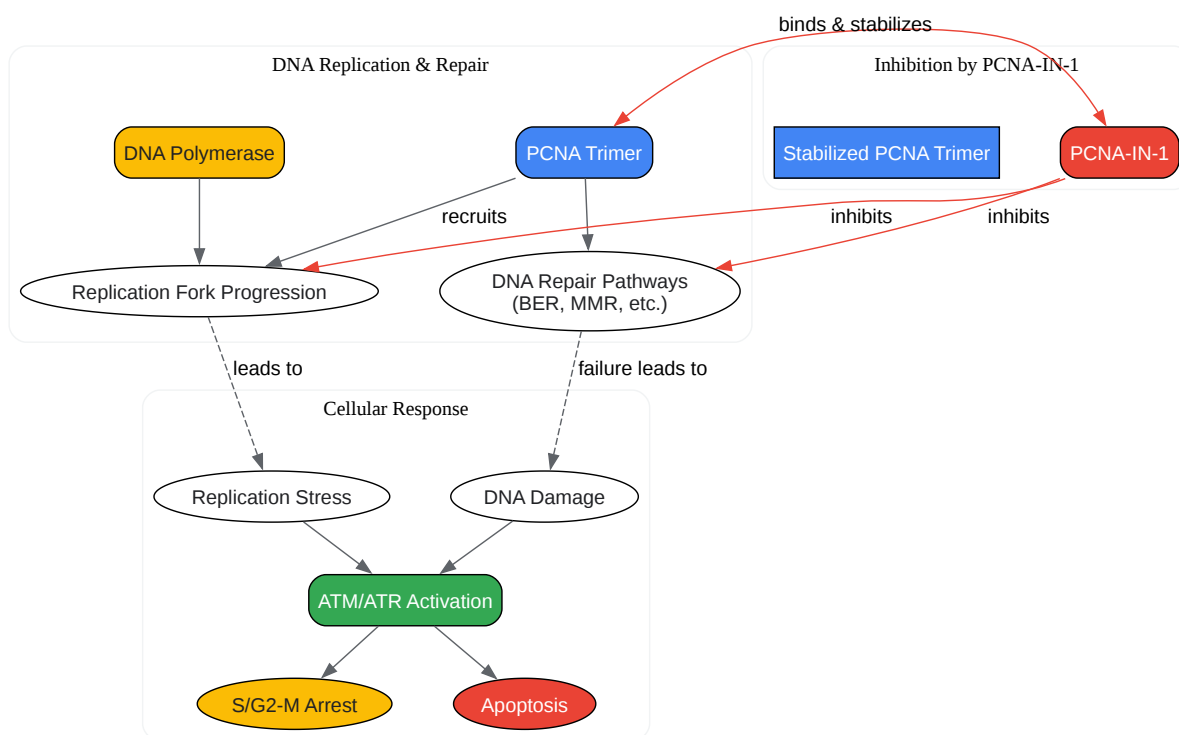 binds & stabilizes
DNA Replication & Repair
Inhibition by PCNA-IN-1
DNA Polymerase
PCNA Trimer
Stabilized PCNA Trimer
PCNA-IN-1
recruits
inhibits
inhibits
Replication Fork Progression
DNA Repair Pathways
(BER, MMR, etc.)
leads to
failure leads to
Cellular Response
Replication Stress
DNA Damage
ATM/ATR Activation
S/G2-M Arrest
Apoptosis